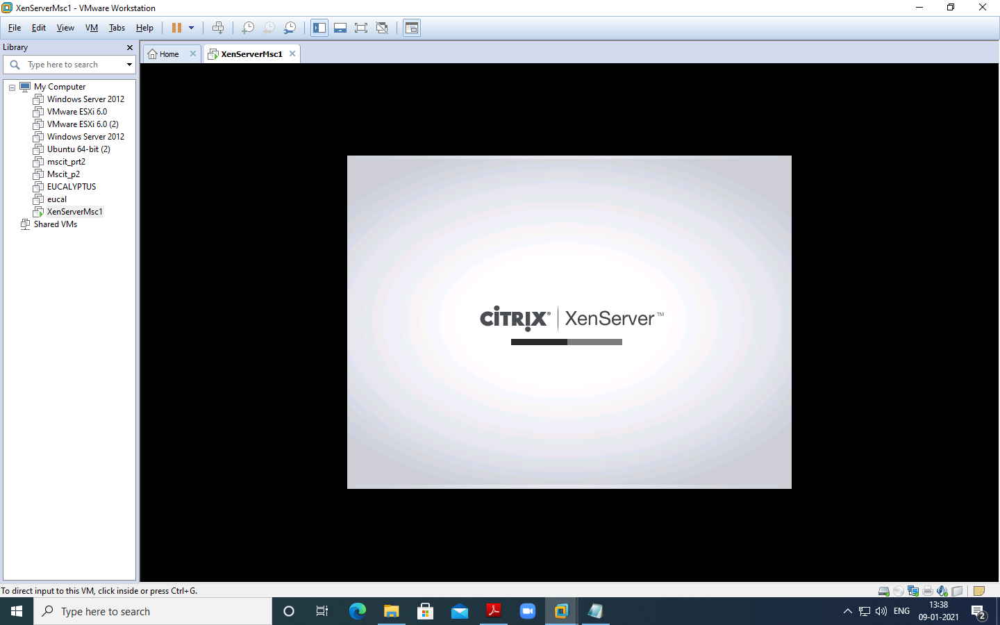 XenServerMsc1 - VMware Workstation
File Edit View VM Tabs Help
Library
Type here to search
Home
XenServerMsc1
My Computer
Windows Server 2012
VMware ESXi 6.0
VMware ESXi 6.0 (2)
Windows Server 2012
Ubuntu 64-bit (2)
mscit_prt2
Mscit_p2
EUCALYPTUS
eucal
XenServerMsc1
Shared VMs
CITRIX® XenServer™
To direct input to this VM, click inside or press Ctrl+G.
Type here to search
ENG
13:38
09-01-2021
2